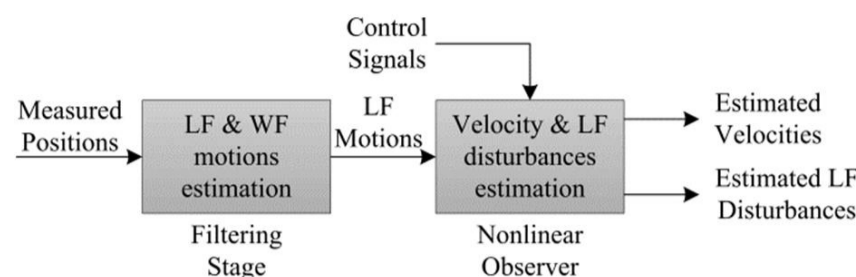 Control
Signals
Measured
Positions
LF & WF
motions
estimation
Filtering
Stage
LF
Motions
Velocity & LF
disturbances
estimation
Nonlinear
Observer
Estimated
Velocities
Estimated LF
Disturbances